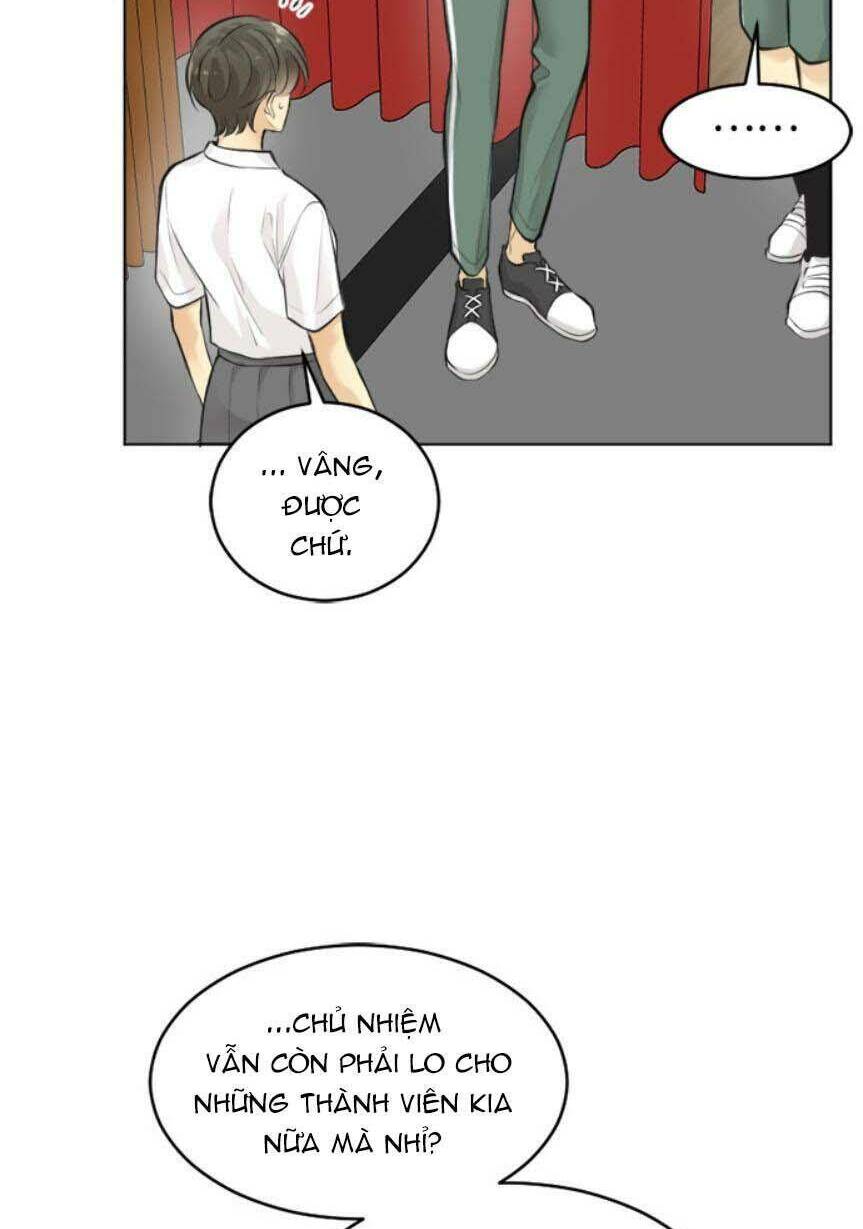 ......
... VÂNG,
ĐƯỢC
CHỨ.
...CHỦ NHIỆM
VẪN CÒN PHẢI LO CHO
NHỮNG THÀNH VIÊN KIA
NỮA MÀ NHỈ?